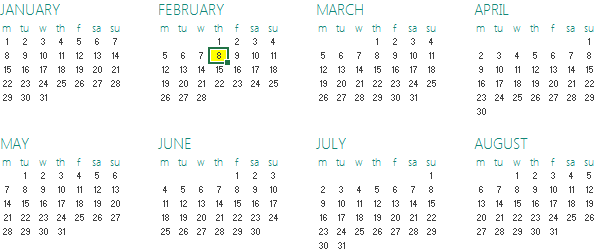 JANUARY
m tu w th f sa su
1 2 3 4 5 6 7
8 9 10 11 12 13 14
15 16 17 18 19 20 21
22 23 24 25 26 27 28
29 30 31
FEBRUARY
m tu w th f sa su
1 2 3 4
5 6 7 8 9 10 11
12 13 14 15 16 17 18
19 20 21 22 23 24 25
26 27 28
MARCH
m tu w th f sa su
1 2 3 4
5 6 7 8 9 10 11
12 13 14 15 16 17 18
19 20 21 22 23 24 25
26 27 28 29 30 31
APRIL
m tu w th f sa su
1
2 3 4 5 6 7 8
9 10 11 12 13 14 15
16 17 18 19 20 21 22
23 24 25 26 27 28 29
30
MAY
m tu w th f sa su
1 2 3 4 5 6
7 8 9 10 11 12 13
14 15 16 17 18 19 20
21 22 23 24 25 26 27
28 29 30 31
JUNE
m tu w th f sa su
1 2 3
4 5 6 7 8 9 10
11 12 13 14 15 16 17
18 19 20 21 22 23 24
25 26 27 28 29 30
JULY
m tu w th f sa su
1
2 3 4 5 6 7 8
9 10 11 12 13 14 15
16 17 18 19 20 21 22
23 24 25 26 27 28 29
30 31
AUGUST
m tu w th f sa su
1 2 3 4 5
6 7 8 9 10 11 12
13 14 15 16 17 18 19
20 21 22 23 24 25 26
27 28 29 30 31